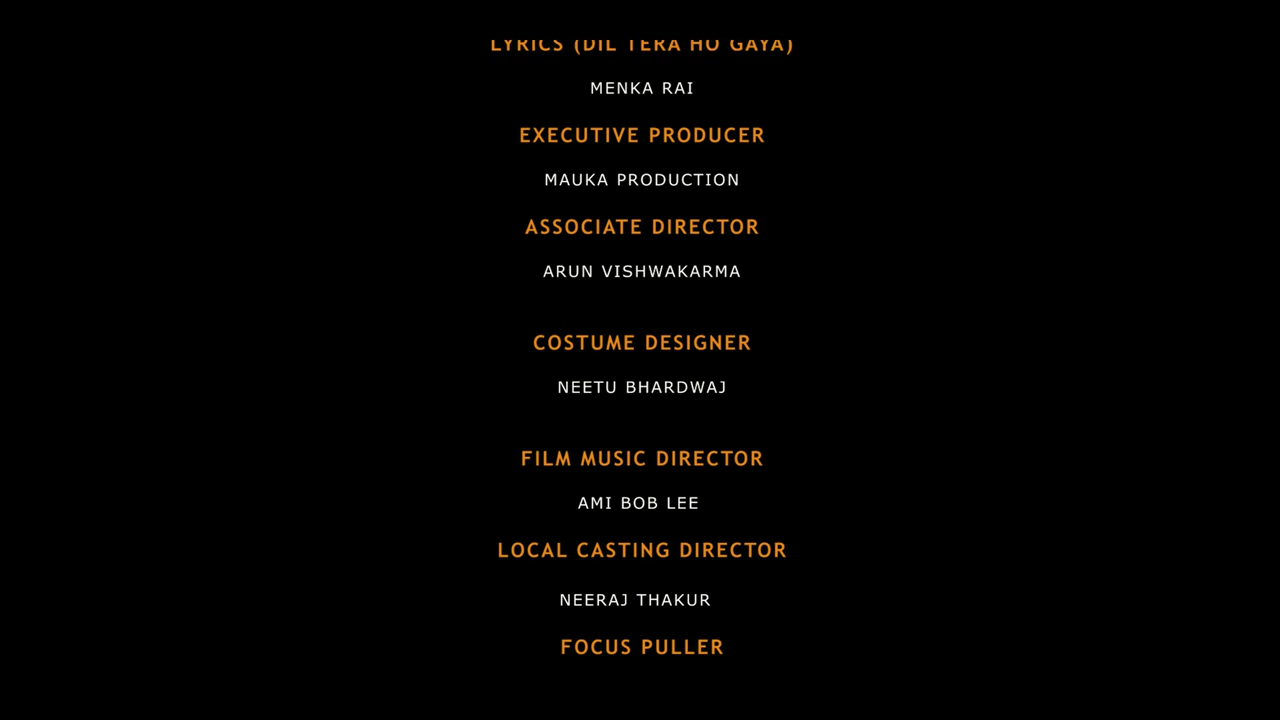 LYRICS (DIL TERA HO GAYA)
MENKA RAI
EXECUTIVE PRODUCER
MAUKA PRODUCTION
ASSOCIATE DIRECTOR
ARUN VISHWAKARMA
COSTUME DESIGNER
NEETU BHARDWAJ
FILM MUSIC DIRECTOR
AMI BOB LEE
LOCAL CASTING DIRECTOR
NEERAJ THAKUR
FOCUS PULLER